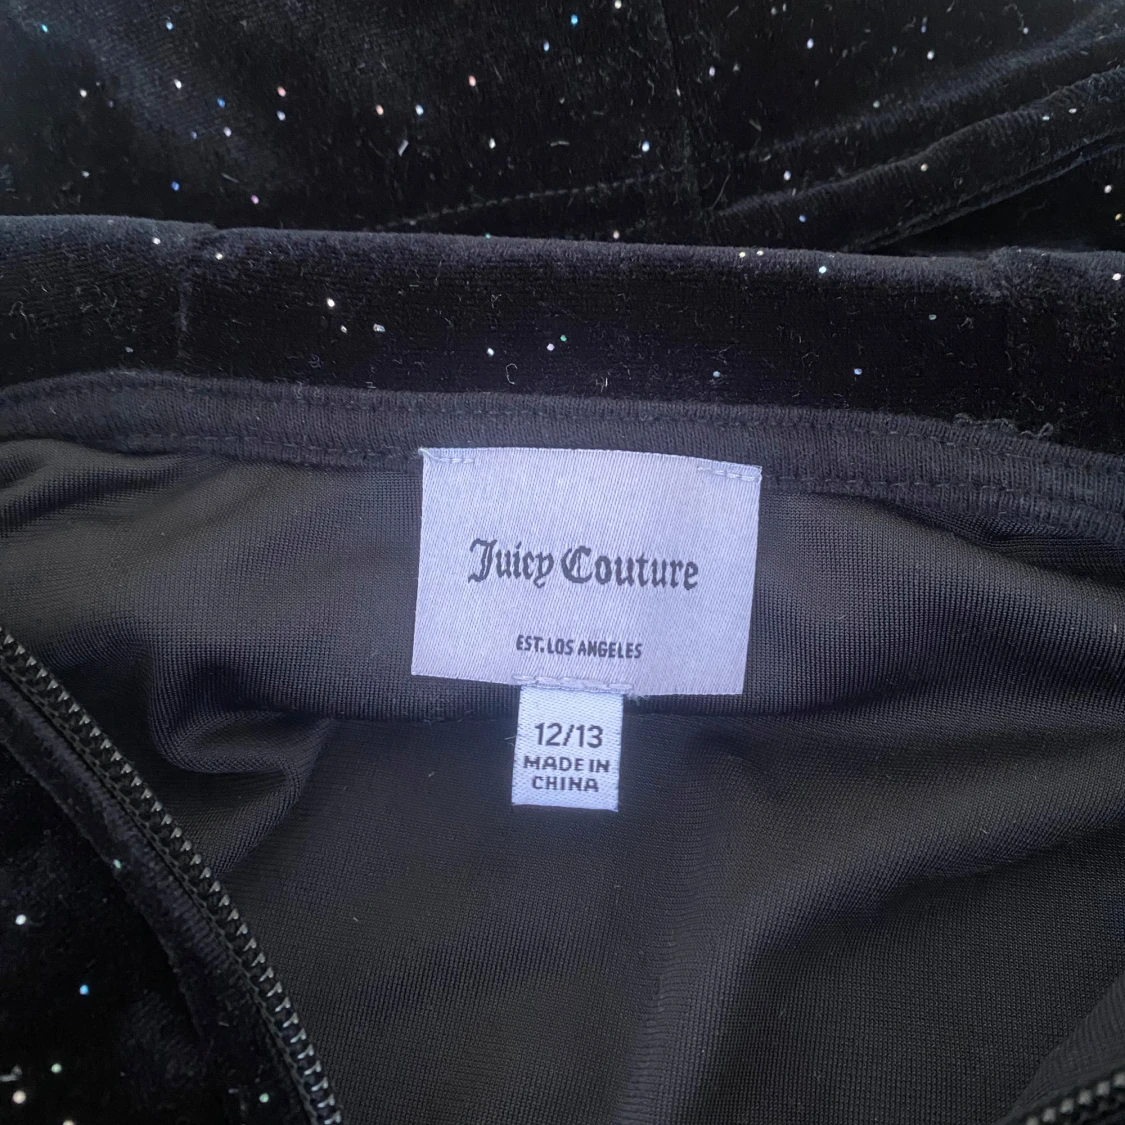 Juicy Couture
EST. LOS ANGELES
12/13
MADE IN
CHINA